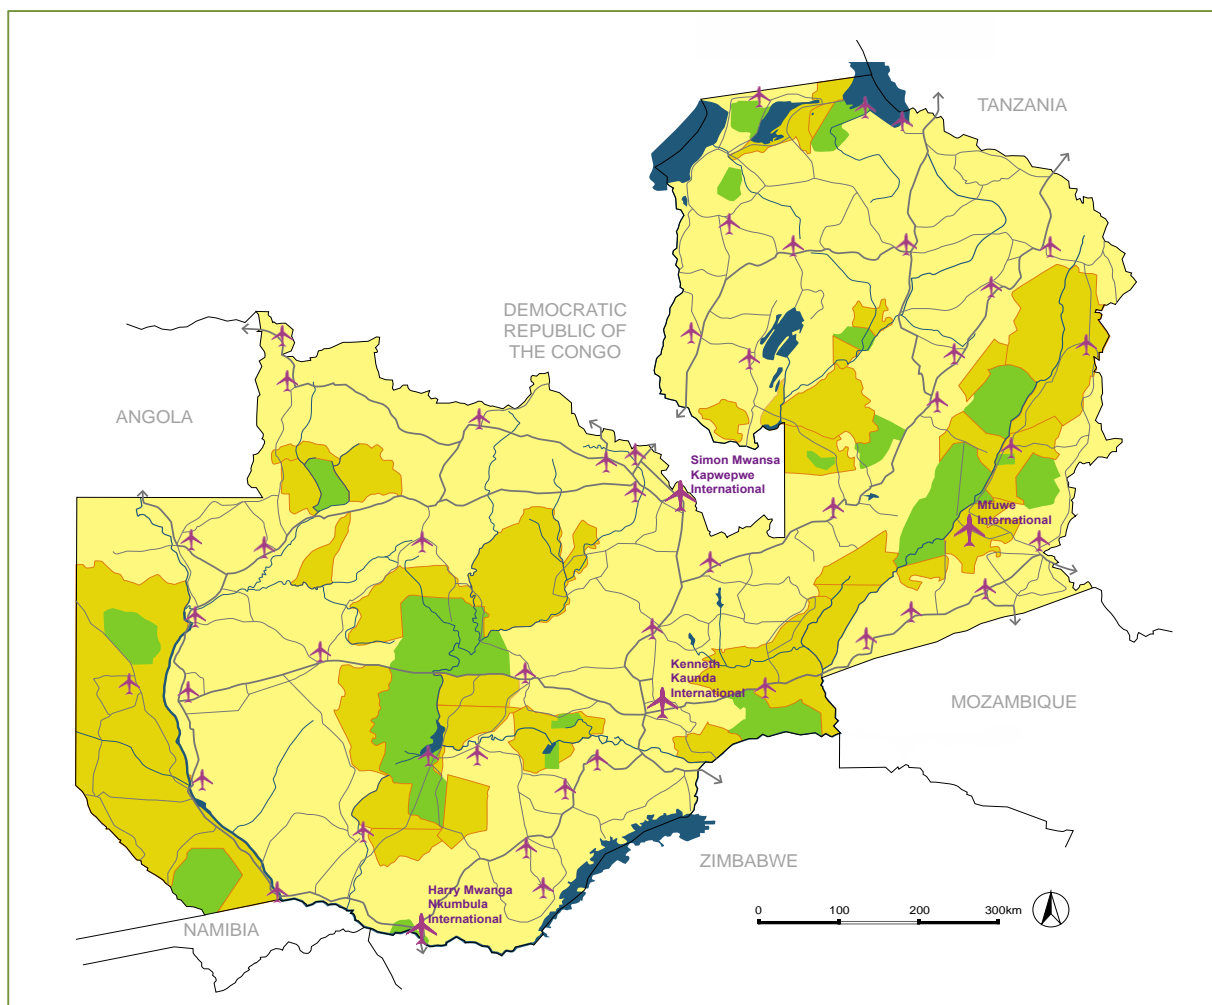 TANZANIA
DEMOCRATIC
REPUBLIC OF
THE CONGO
ANGOLA
Simon Mwansa
Kapwepwe
International
Mfuwe
International
Kenneth
Kaunda
International
MOZAMBIQUE
ZIMBABWE
Harry Mwanga
Nkumbula
International
NAMIBIA
0 100 200 300km